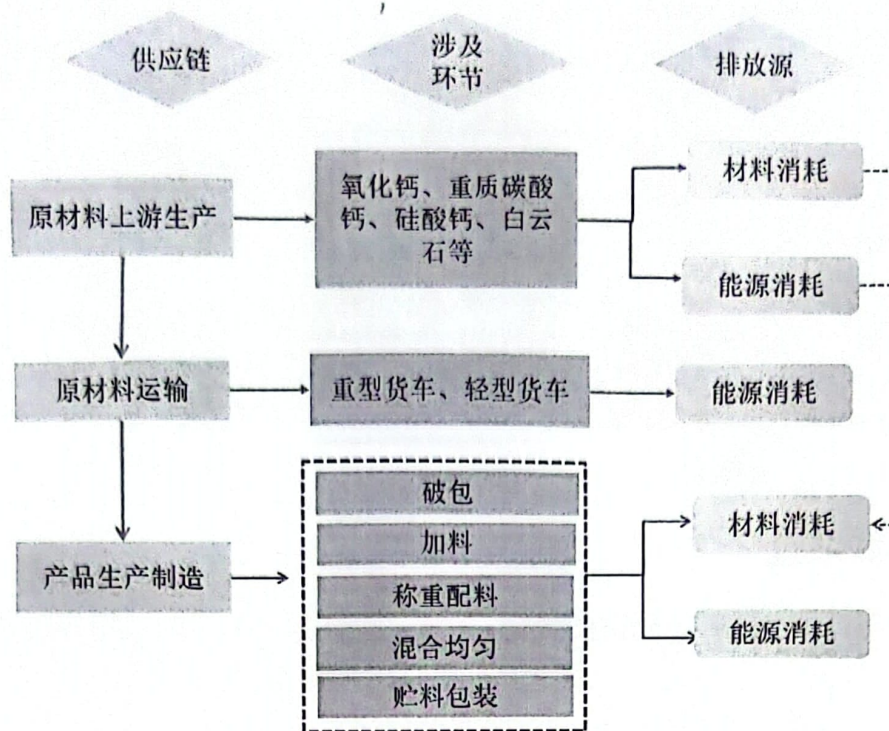 供应链
涉及
环节
排放源
原材料上游生产
氧化钙、重质碳酸
钙、硅酸钙、白云
石等
材料消耗
能源消耗
原材料运输
重型货车、轻型货车
能源消耗
产品生产制造
破包
加料
称重配料
混合均匀
贮料包装
材料消耗
能源消耗